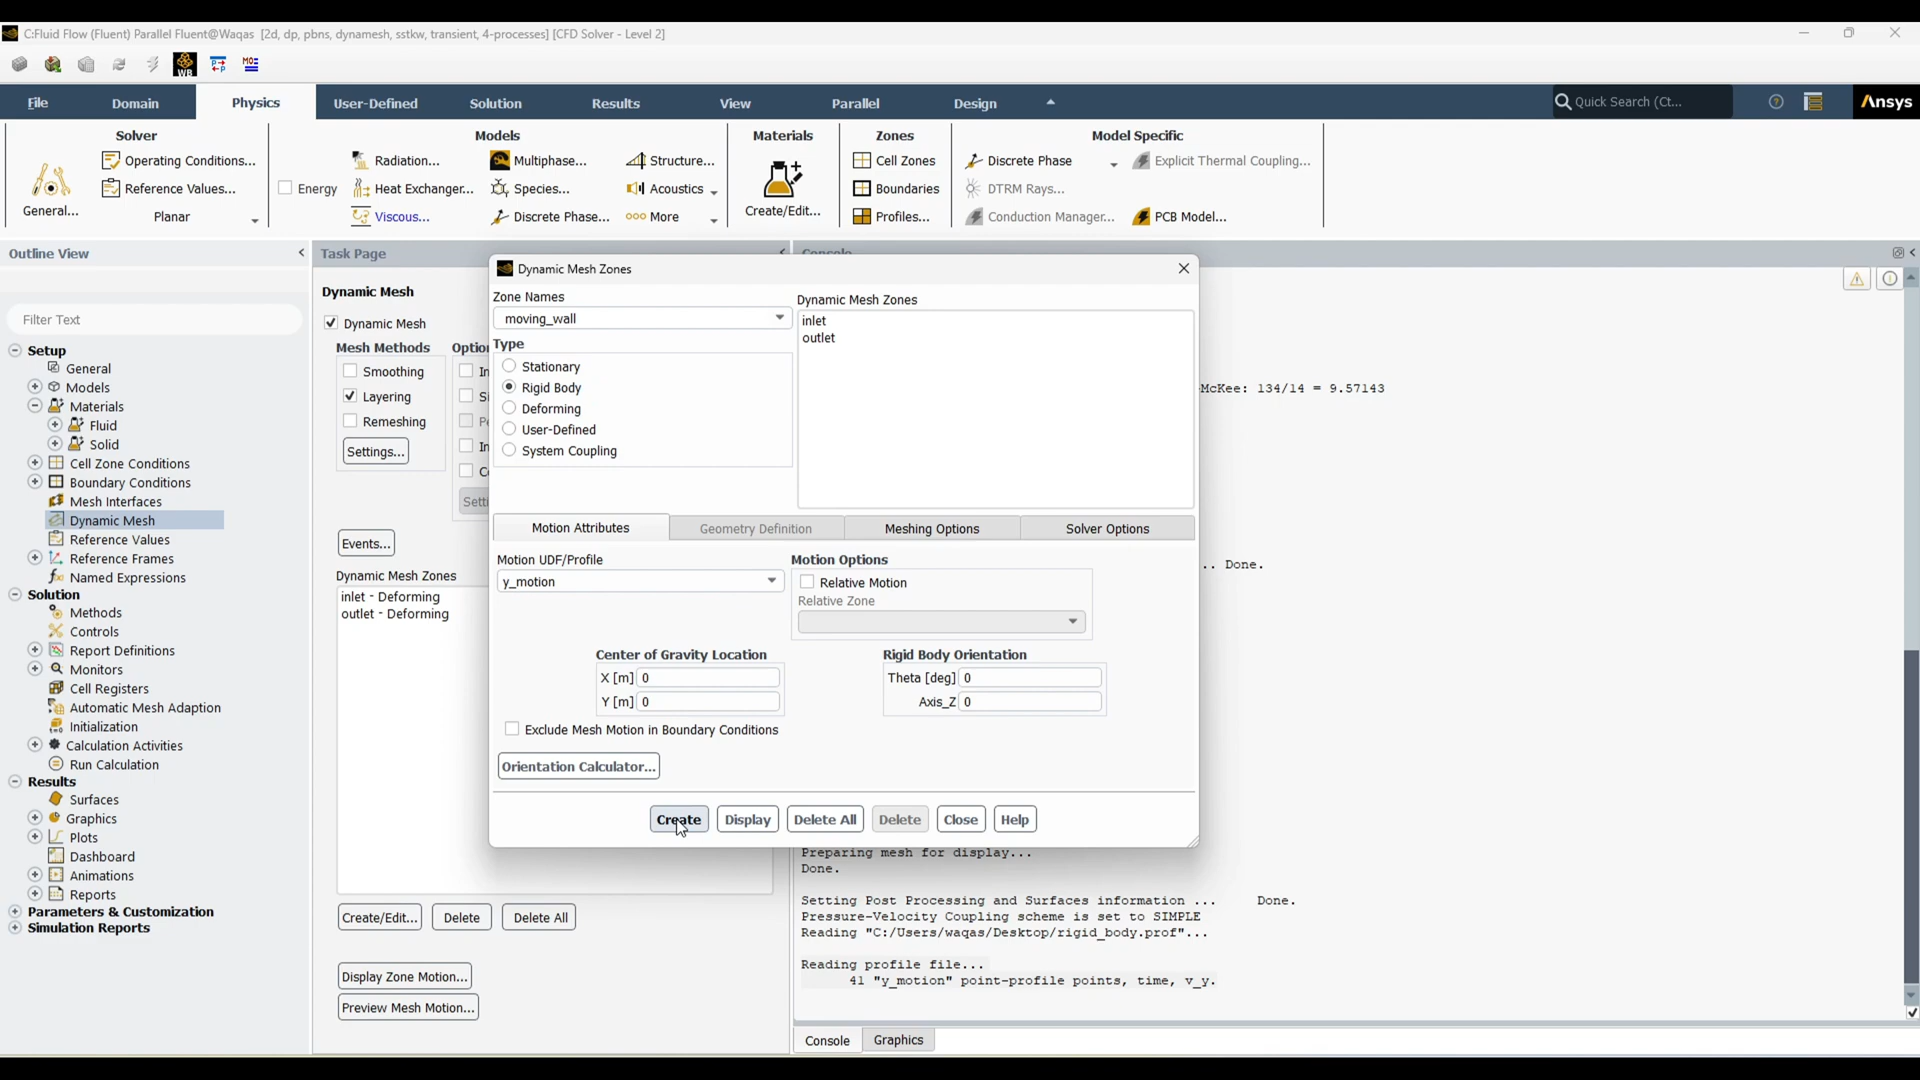 C:Fluid Flow (Fluent) Parallel Fluent@Waqas [2d, dp, pbns, dynamesh, sstkw, transient, 4-processes] [CFD Solver - Level 2]
WB
File Domain Physics User-Defined Solution Results View Parallel Design
Quick Search (Ct...
Ansys
Solver Models Materials Zones Model Specific
Operating Conditions... Radiation... Multiphase... Structure... Cell Zones Discrete Phase Explicit Thermal Coupling...
Reference Values... Energy Heat Exchanger... Species... Acoustics Boundaries DTRM Rays...
General... Planar Viscous... Discrete Phase... More Create/Edit... Profiles... Conduction Manager... PCB Model...
Outline View
Filter Text
Setup
General
Models
Materials
Fluid
Solid
Cell Zone Conditions
Boundary Conditions
Mesh Interfaces
Dynamic Mesh
Reference Values
Reference Frames
Named Expressions
Solution
Methods
Controls
Report Definitions
Monitors
Cell Registers
Automatic Mesh Adaption
Initialization
Calculation Activities
Run Calculation
Results
Surfaces
Graphics
Plots
Dashboard
Animations
Reports
Parameters & Customization
Simulation Reports
Task Page
Dynamic Mesh
Dynamic Mesh
Mesh Methods
Smoothing
Layering
Remeshing
Settings...
Events...
Dynamic Mesh Zones
inlet - Deforming
outlet - Deforming
Create/Edit... Delete Delete All
Display Zone Motion...
Preview Mesh Motion...
Dynamic Mesh Zones
Zone Names
moving_wall
Type
Stationary
Rigid Body
Deforming
User-Defined
System Coupling
Dynamic Mesh Zones
inlet
outlet
Motion Attributes Geometry Definition Meshing Options Solver Options
Motion UDF/Profile
y_motion
Motion Options
Relative Motion
Relative Zone
Center of Gravity Location
X [m] 0
Y [m] 0
Rigid Body Orientation
Theta [deg] 0
Axis_Z 0
Exclude Mesh Motion in Boundary Conditions
Orientation Calculator...
Create Display Delete All Delete Close Help
Console
McKee: 134/14 = 9.57143
.. Done.
Preparing mesh for display...
Done.
Setting Post Processing and Surfaces information ... Done.
Pressure-Velocity Coupling scheme is set to SIMPLE
Reading "C:/Users/waqas/Desktop/rigid_body.prof"...
Reading profile file...
41 "y_motion" point-profile points, time, v_y.
Console Graphics